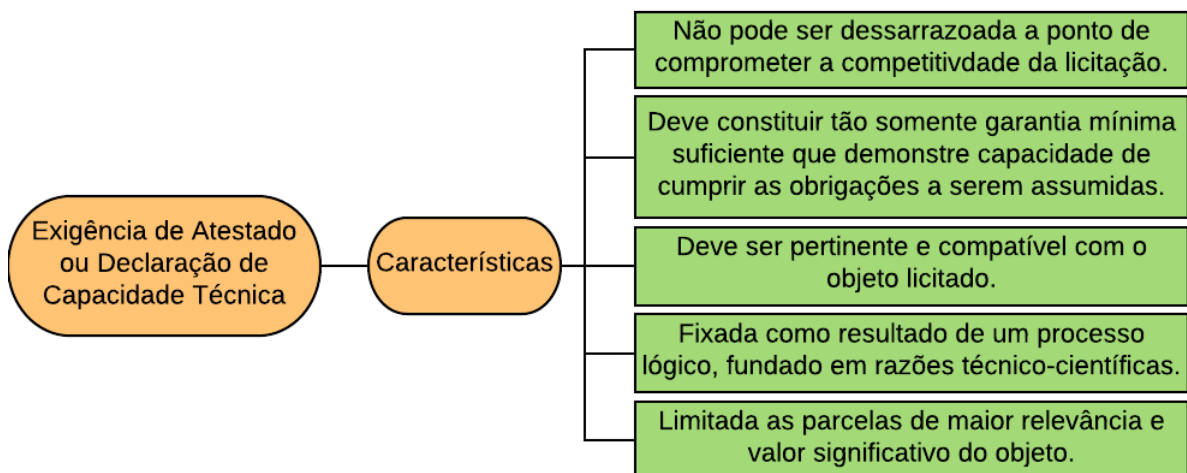 Exigência de Atestado
ou Declaração de
Capacidade Técnica
Características
Não pode ser dessarrazoada a ponto de
comprometer a competitivdade da licitação.
Deve constituir tão somente garantia mínima
suficiente que demonstre capacidade de
cumprir as obrigações a serem assumidas.
Deve ser pertinente e compatível com o
objeto licitado.
Fixada como resultado de um processo
lógico, fundado em razões técnico-científicas.
Limitada as parcelas de maior relevância e
valor significativo do objeto.